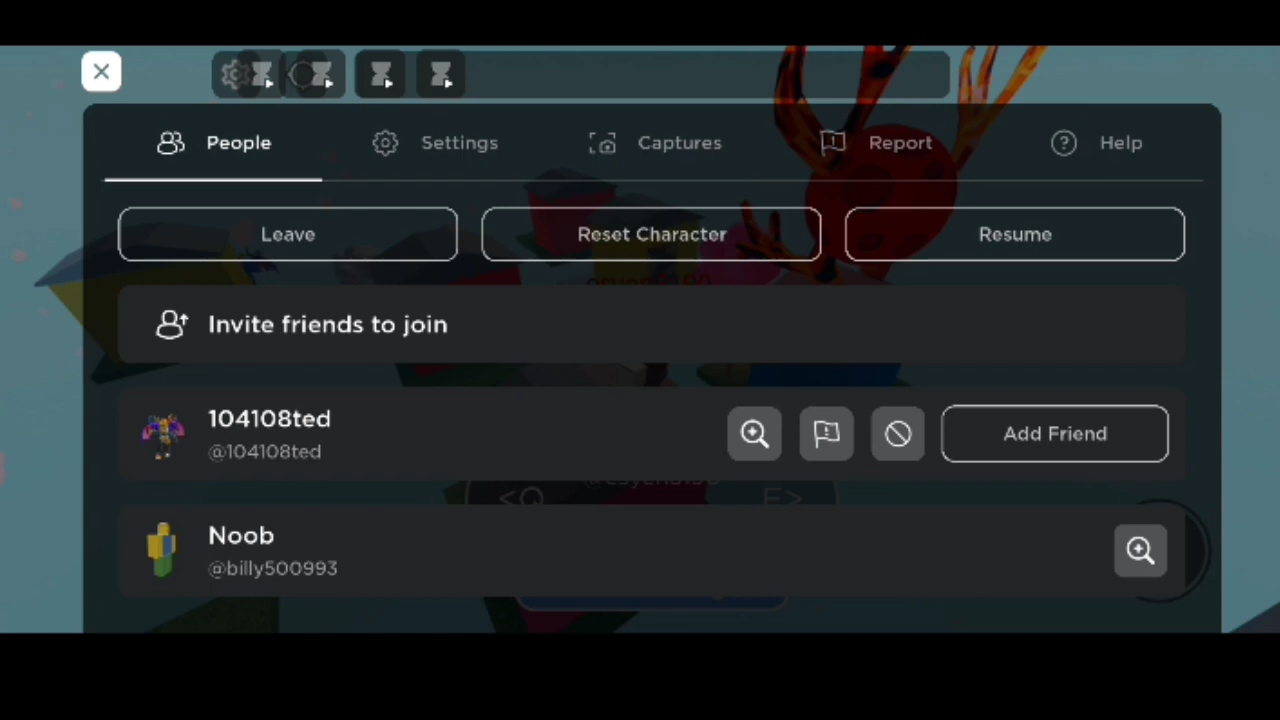 People
Settings
Captures
Report
Help
Leave
Reset Character
Resume
Invite friends to join
104108ted
@104108ted
Add Friend
<Q
E>
Noob
@billy500993